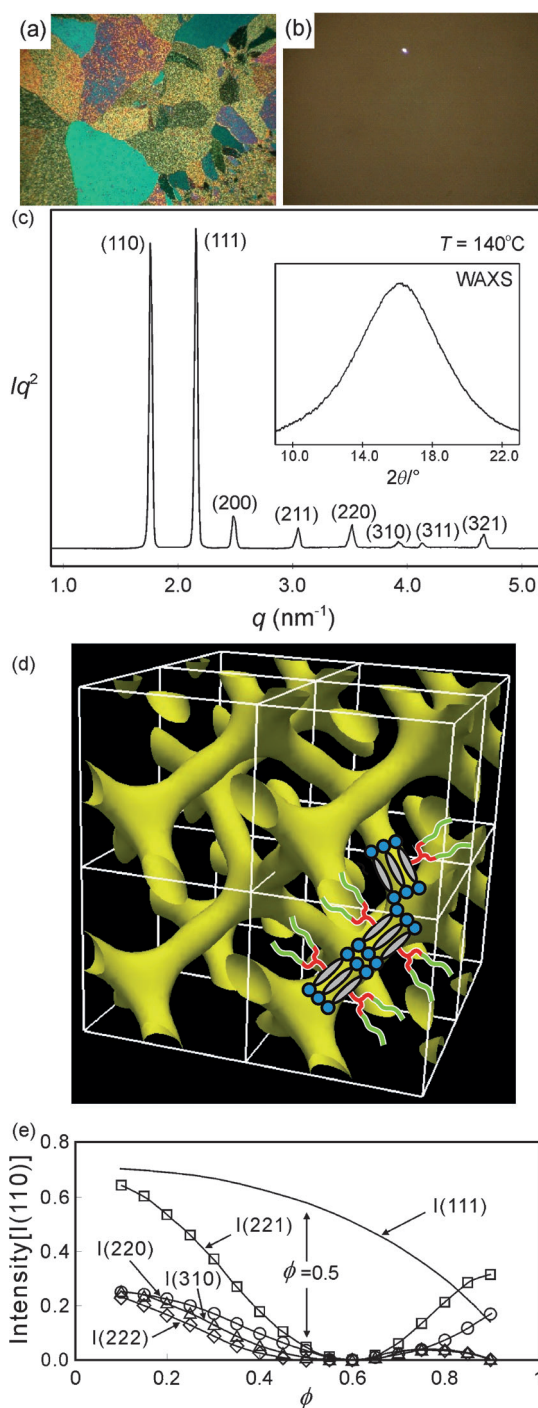 (a)
(b)
(c)
(110)
(111)
T = 140°C
WAXS
Iq²
10.0 14.0 18.0 22.0
2θ/°
(200)
(211)
(220)
(310)
(311)
(321)
1.0 2.0 3.0 4.0 5.0
q (nm⁻¹)
(d)
(e)
0.8
0.6
0.4
0.2
0.0
Intensity[I(110)]
I(221)
I(111)
I(220)
I(310)
ϕ=0.5
I(222)
0 0.2 0.4 0.6 0.8 1
ϕ